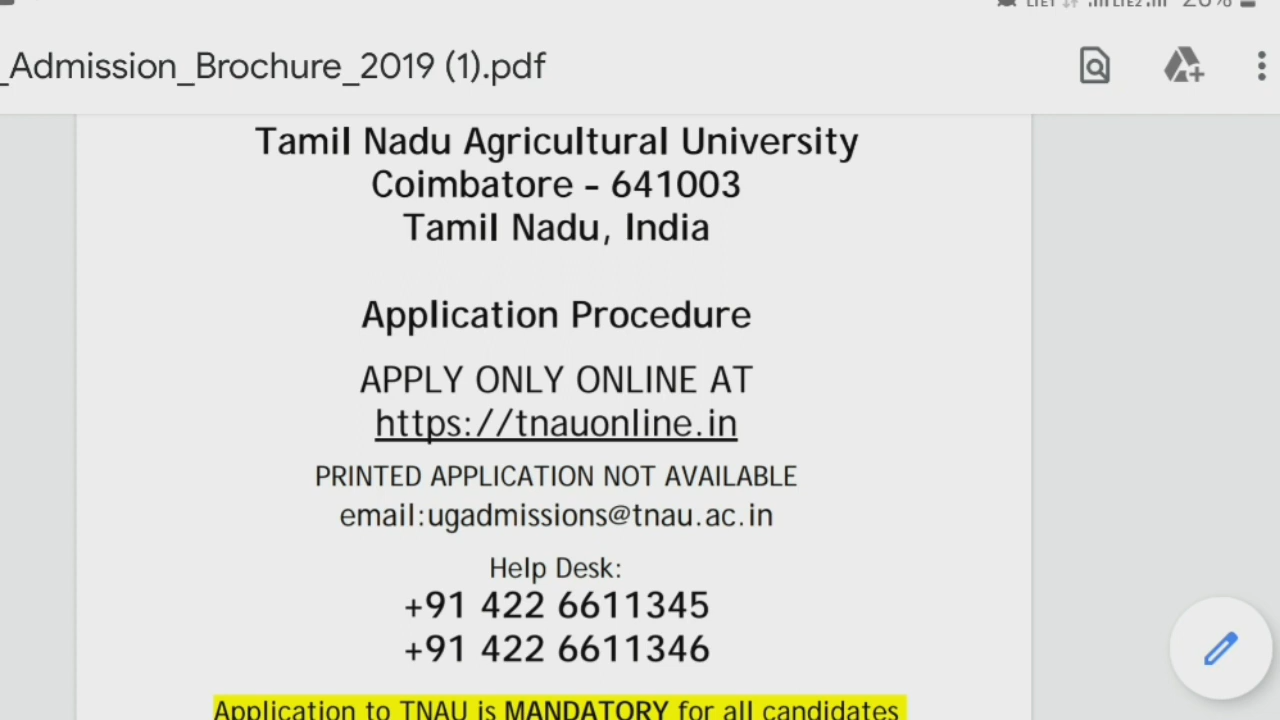 _Admission_Brochure_2019 (1).pdf
Tamil Nadu Agricultural University
Coimbatore - 641003
Tamil Nadu, India
Application Procedure
APPLY ONLY ONLINE AT
https://tnauonline.in
PRINTED APPLICATION NOT AVAILABLE
email:ugadmissions@tnau.ac.in
Help Desk:
+91 422 6611345
+91 422 6611346
Application to TNAU is MANDATORY for all candidates